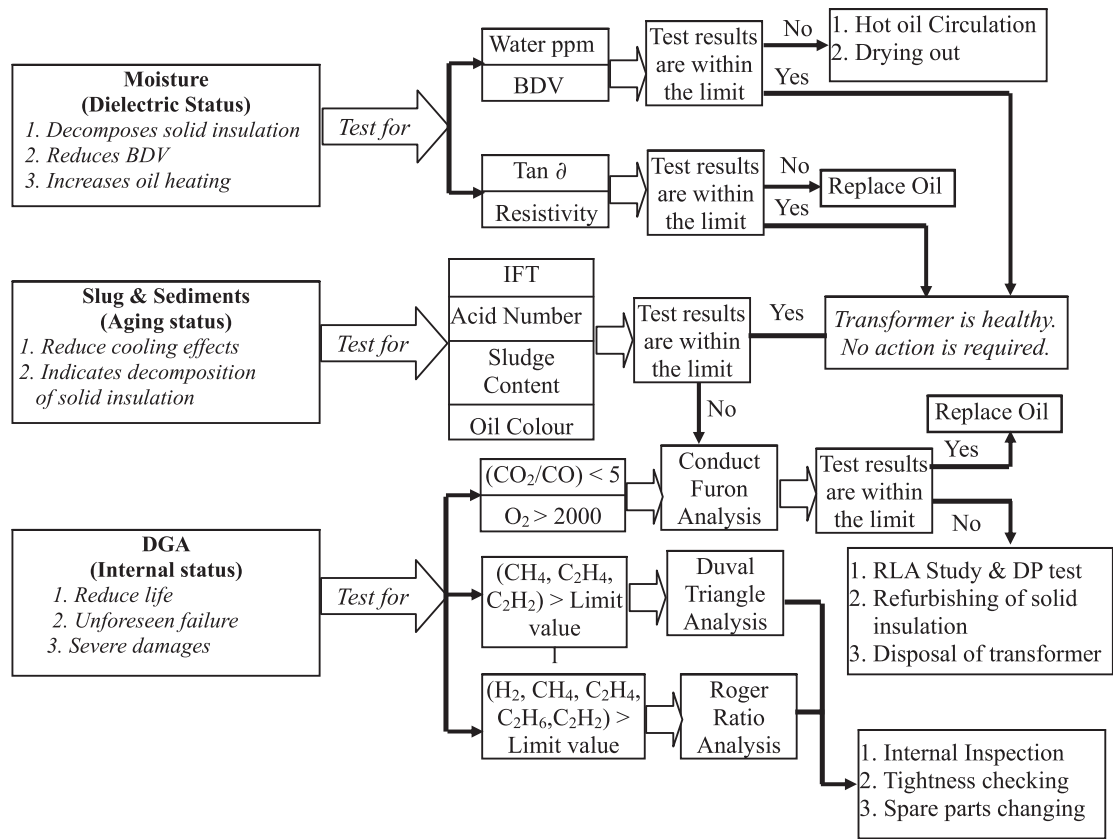 Moisture
(Dielectric Status)
1. Decomposes solid insulation
2. Reduces BDV
3. Increases oil heating
Test for
Water ppm
BDV
Test results
are within
the limit
No
Yes
1. Hot oil Circulation
2. Drying out
Tan ∂
Resistivity
Test results
are within
the limit
No
Yes
Replace Oil
Slug & Sediments
(Aging status)
1. Reduce cooling effects
2. Indicates decomposition
of solid insulation
Test for
IFT
Acid Number
Sludge
Content
Oil Colour
Test results
are within
the limit
Yes
No
Transformer is healthy.
No action is required.
DGA
(Internal status)
1. Reduce life
2. Unforeseen failure
3. Severe damages
Test for
(CO₂/CO) < 5
O₂ > 2000
Conduct
Furon
Analysis
Test results
are within
the limit
Yes
No
Replace Oil
1. RLA Study & DP test
2. Refurbishing of solid
insulation
3. Disposal of transformer
(CH₄, C₂H₄,
C₂H₂) > Limit
value
Duval
Triangle
Analysis
(H₂, CH₄, C₂H₄,
C₂H₆,C₂H₂) >
Limit value
Roger
Ratio
Analysis
1. Internal Inspection
2. Tightness checking
3. Spare parts changing